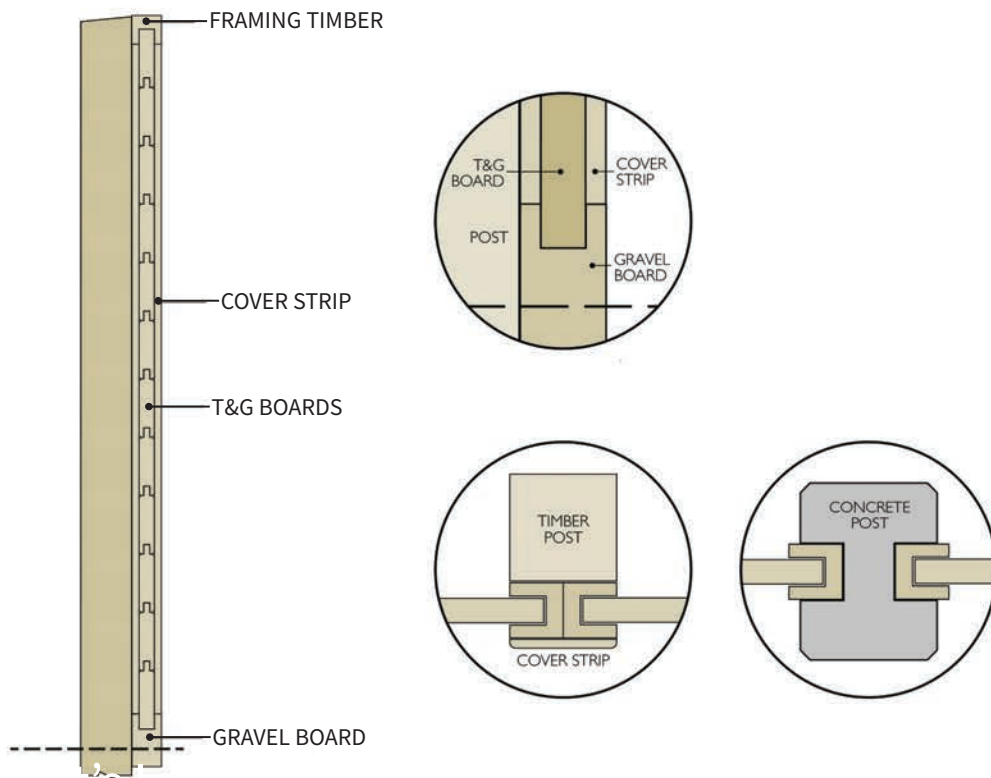 FRAMING TIMBER
COVER STRIP
T&G BOARDS
GRAVEL BOARD
T&G
BOARD
COVER
STRIP
POST
GRAVEL
BOARD
TIMBER
POST
COVER STRIP
CONCRETE
POST